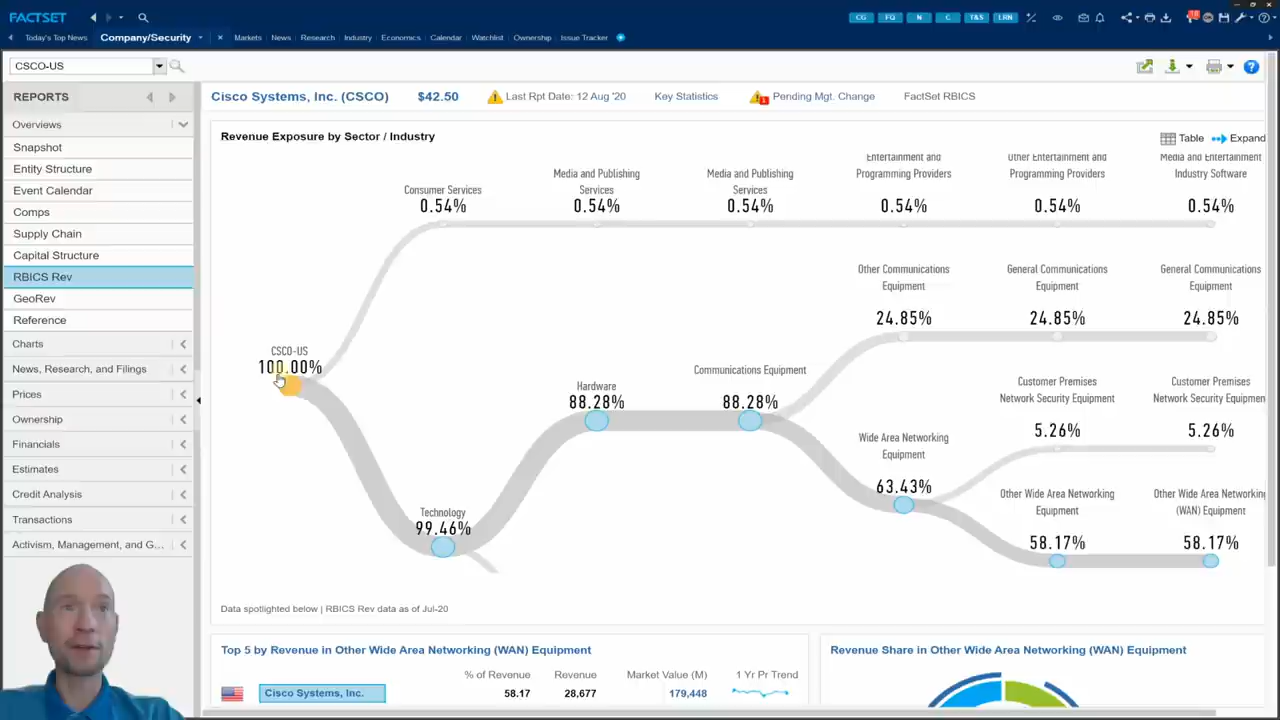 FACTSET
CG FQ N C T&S LRN
Today's Top News Company/Security Markets News Research Industry Economics Calendar Watchlist Ownership Issue Tracker
CSCO-US
REPORTS
Overviews
Snapshot
Entity Structure
Event Calendar
Comps
Supply Chain
Capital Structure
RBICS Rev
GeoRev
Reference
Charts
News, Research, and Filings
Prices
Ownership
Financials
Estimates
Credit Analysis
Transactions
Activism, Management, and G...
Cisco Systems, Inc. (CSCO) $42.50 Last Rpt Date: 12 Aug '20 Key Statistics Pending Mgt. Change FactSet RBICS
Revenue Exposure by Sector / Industry
Table Expand
Consumer Services
0.54%
Media and Publishing
Services
0.54%
Media and Publishing
Services
0.54%
Entertainment and
Programming Providers
0.54%
Other Entertainment and
Programming Providers
0.54%
Media and Entertainment
Industry Software
0.54%
Other Communications
Equipment
24.85%
General Communications
Equipment
24.85%
General Communications
Equipment
24.85%
CSCO-US
100.00%
Hardware
88.28%
Communications Equipment
88.28%
Customer Premises
Network Security Equipment
5.26%
Customer Premises
Network Security Equipmen
5.26%
Wide Area Networking
Equipment
63.43%
Technology
99.46%
Other Wide Area Networking
Equipment
58.17%
Other Wide Area Networking
(WAN) Equipment
58.17%
Data spotlighted below | RBICS Rev data as of Jul-20
Top 5 by Revenue in Other Wide Area Networking (WAN) Equipment
% of Revenue Revenue Market Value (M) 1 Yr Pr Trend
Cisco Systems, Inc. 58.17 28,677 179,448
Revenue Share in Other Wide Area Networking (WAN) Equipment